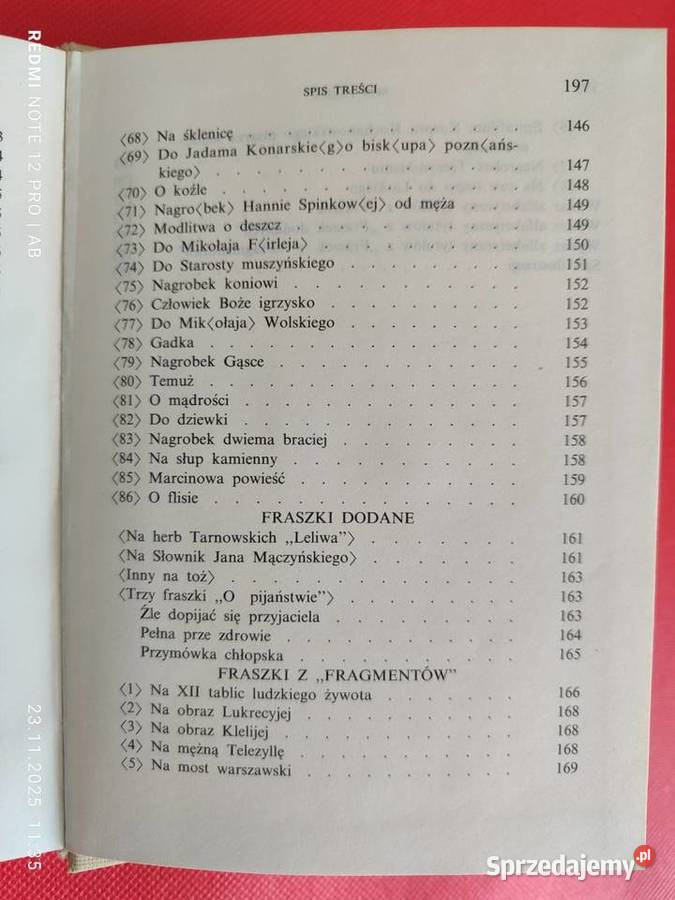 SPIS TREŚCI 197
⟨68⟩ Na śklenicę . . . . . . . . . . . . . 146
⟨69⟩ Do Jadama Konarskie⟨g⟩o bisk⟨upa⟩ pozn⟨ańs-
kiego⟩ . . . . . . . . . . . . . 147
⟨70⟩ O koźle . . . . . . . . . . . . . 148
⟨71⟩ Nagro⟨bek⟩ Hannie Spinkow⟨ej⟩ od męża . . . . 149
⟨72⟩ Modlitwa o deszcz . . . . . . . . . . 149
⟨73⟩ Do Mikołaja F⟨irleja⟩ . . . . . . . . . 150
⟨74⟩ Do Starosty muszyńskiego . . . . . . . . 151
⟨75⟩ Nagrobek koniowi . . . . . . . . . . 152
⟨76⟩ Człowiek Boże igrzysko . . . . . . . . . 152
⟨77⟩ Do Mik⟨ołaja⟩ Wolskiego . . . . . . . . 153
⟨78⟩ Gadka . . . . . . . . . . . . . 154
⟨79⟩ Nagrobek Gąsce . . . . . . . . . . . 155
⟨80⟩ Temuż . . . . . . . . . . . . . 156
⟨81⟩ O mądrości . . . . . . . . . . . . 157
⟨82⟩ Do dziewki . . . . . . . . . . . . 157
⟨83⟩ Nagrobek dwiema braciej . . . . . . . . 158
⟨84⟩ Na słup kamienny . . . . . . . . . . 158
⟨85⟩ Marcinowa powieść . . . . . . . . . . 159
⟨86⟩ O flisie . . . . . . . . . . . . . 160
FRASZKI DODANE
⟨Na herb Tarnowskich „Leliwa”⟩ . . . . . . . 161
⟨Na Słownik Jana Mączyńskiego⟩ . . . . . . . 161
⟨Inny na toż⟩ . . . . . . . . . . . . . 163
⟨Trzy fraszki „O pijaństwie”⟩ . . . . . . . . 163
Źle dopijać się przyjaciela . . . . . . . . 163
Pełna prze zdrowie . . . . . . . . . . 164
Przymówka chłopska . . . . . . . . . . 165
FRASZKI Z „FRAGMENTÓW”
⟨1⟩ Na XII tablic ludzkiego żywota . . . . . . 166
⟨2⟩ Na obraz Lukrecyjej . . . . . . . . . 168
⟨3⟩ Na obraz Klelijej . . . . . . . . . . 168
⟨4⟩ Na mężną Telezyllę . . . . . . . . . 168
⟨5⟩ Na most warszawski . . . . . . . . . 169
REDMI NOTE 12 PRO | AB
23.11.2025 11:35
Sprzedajemy.pl